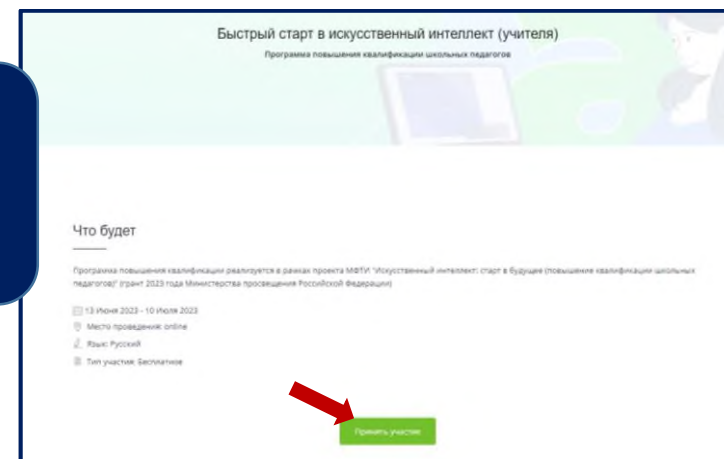 Быстрый старт в искусственный интеллект (учителя)
Программа повышения квалификации школьных педагогов
Что будет
Программа повышения квалификации реализуется в рамках проекта МФТИ "Искусственный интеллект: старт в будущее (повышение квалификации школьных
педагогов)" (грант 2023 года Министерства просвещения Российской Федерации)
13 Июня 2023 - 10 Июля 2023
Место проведения: online
Язык: Русский
Тип участия: Бесплатное
Принять участие